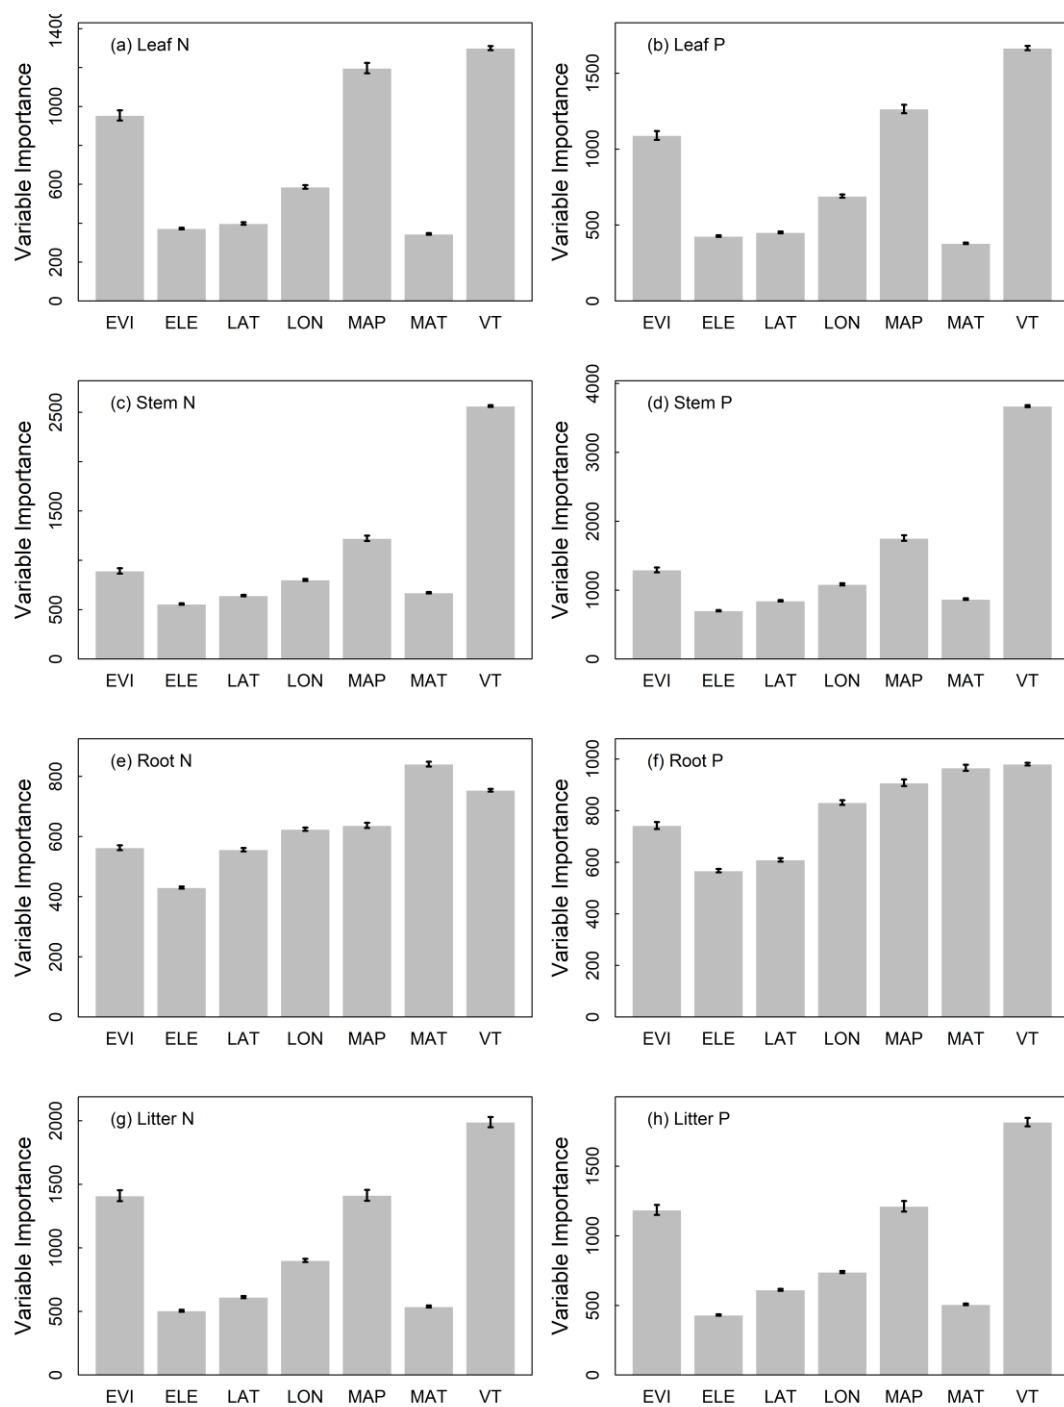 (a) Leaf N
Variable Importance
0 200 600 1000 1400
EVI ELE LAT LON MAP MAT VT
(b) Leaf P
Variable Importance
0 500 1000 1500
EVI ELE LAT LON MAP MAT VT
(c) Stem N
Variable Importance
0 500 1500 2500
EVI ELE LAT LON MAP MAT VT
(d) Stem P
Variable Importance
0 1000 2000 3000 4000
EVI ELE LAT LON MAP MAT VT
(e) Root N
Variable Importance
0 200 400 600 800
EVI ELE LAT LON MAP MAT VT
(f) Root P
Variable Importance
0 200 400 600 800 1000
EVI ELE LAT LON MAP MAT VT
(g) Litter N
Variable Importance
0 500 1000 1500 2000
EVI ELE LAT LON MAP MAT VT
(h) Litter P
Variable Importance
0 500 1000 1500
EVI ELE LAT LON MAP MAT VT